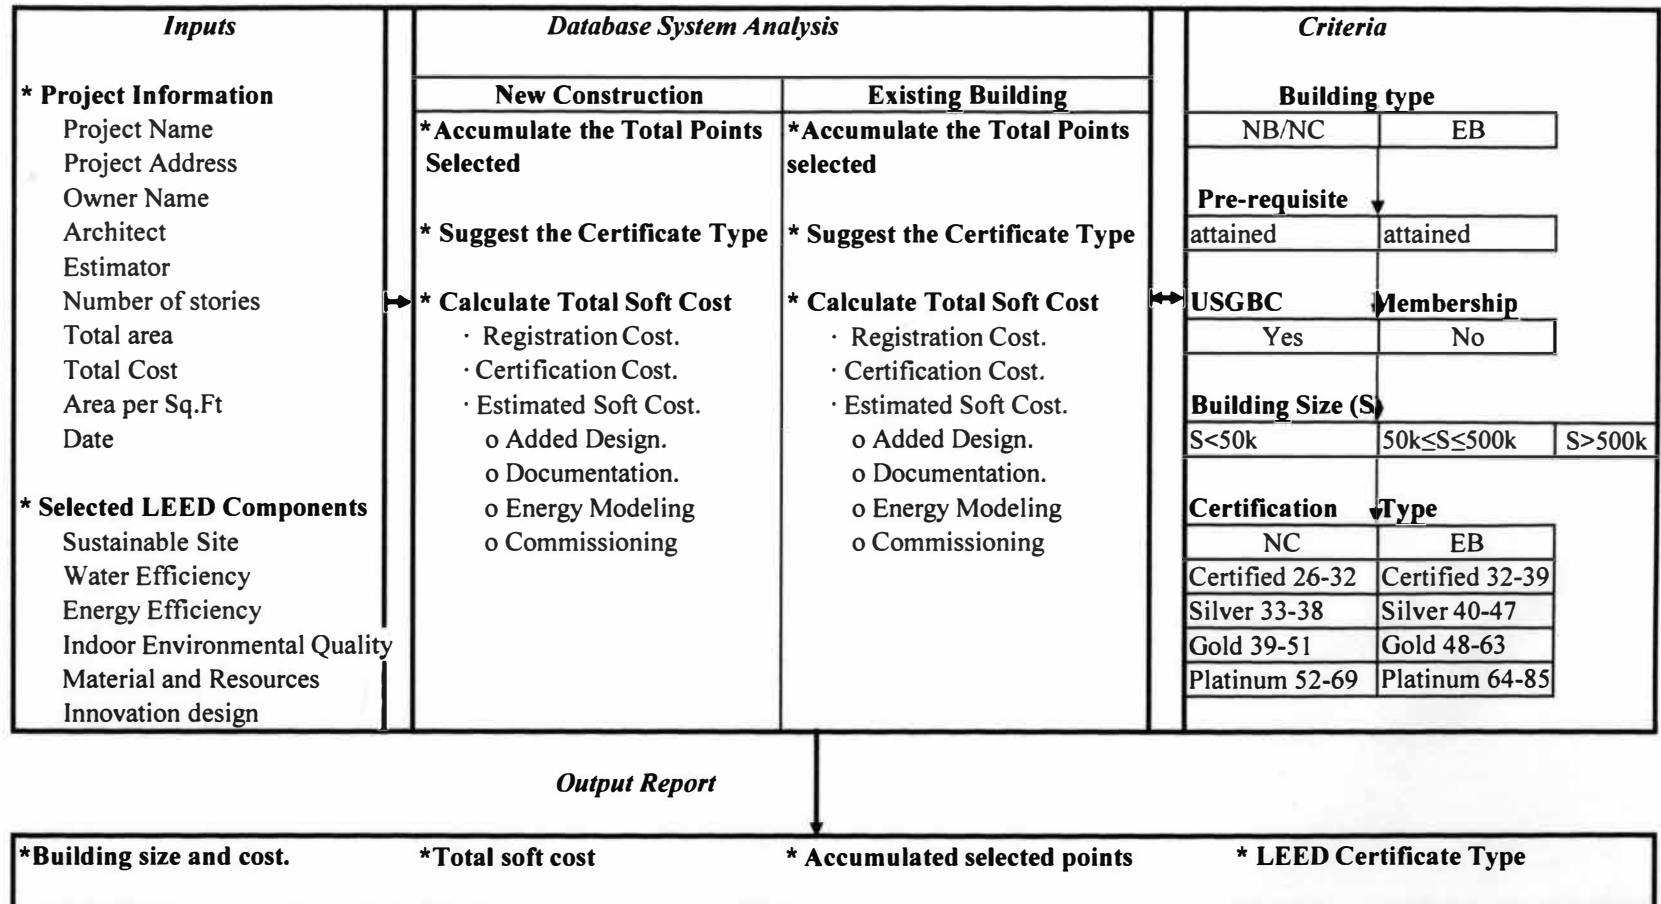 Inputs
* Project Information
Project Name
Project Address
Owner Name
Architect
Estimator
Number of stories
Total area
Total Cost
Area per Sq.Ft
Date
* Selected LEED Components
Sustainable Site
Water Efficiency
Energy Efficiency
Indoor Environmental Quality
Material and Resources
Innovation design
Database System Analysis
New Construction
*Accumulate the Total Points
Selected
* Suggest the Certificate Type
* Calculate Total Soft Cost
· Registration Cost.
· Certification Cost.
· Estimated Soft Cost.
o Added Design.
o Documentation.
o Energy Modeling
o Commissioning
Existing Building
*Accumulate the Total Points
selected
* Suggest the Certificate Type
* Calculate Total Soft Cost
· Registration Cost.
· Certification Cost.
· Estimated Soft Cost.
o Added Design.
o Documentation.
o Energy Modeling
o Commissioning
Criteria
Building type
NB/NC EB
Pre-requisite
attained attained
USGBC Membership
Yes No
Building Size (S)
S<50k 50k≤S≤500k S>500k
Certification Type
NC EB
Certified 26-32 Certified 32-39
Silver 33-38 Silver 40-47
Gold 39-51 Gold 48-63
Platinum 52-69 Platinum 64-85
Output Report
*Building size and cost. *Total soft cost * Accumulated selected points * LEED Certificate Type